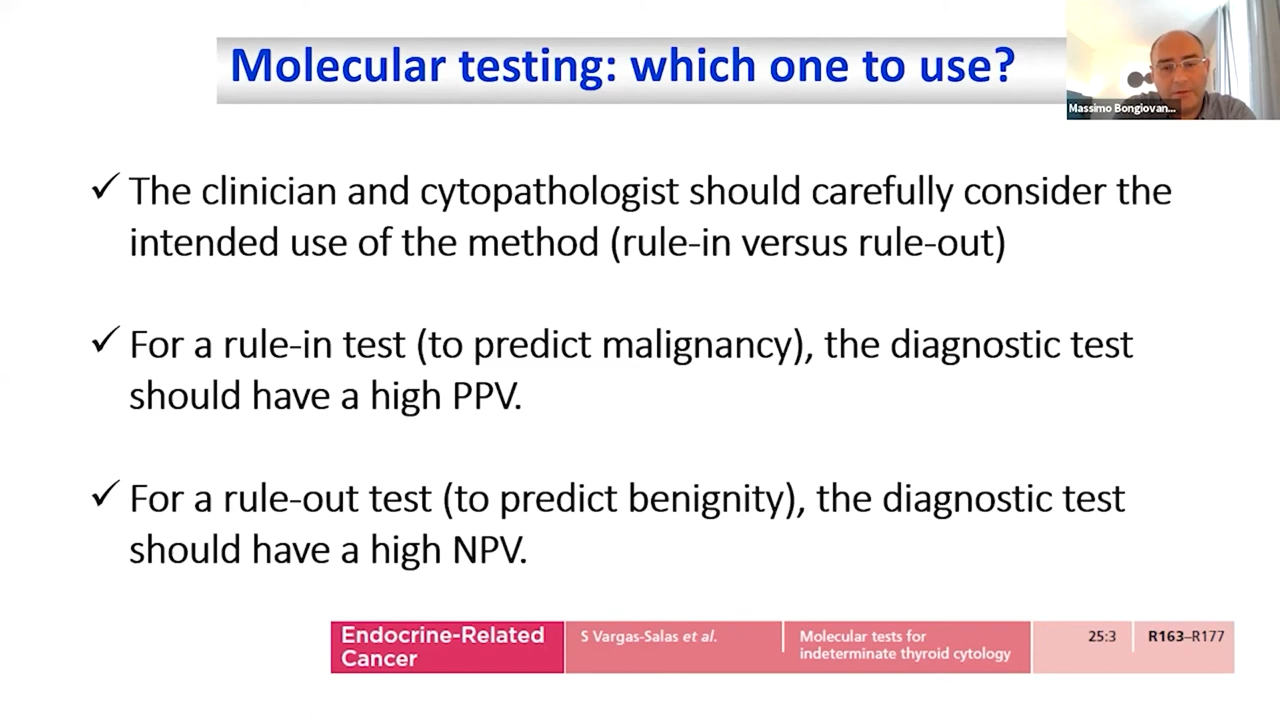 Molecular testing: which one to use?
Massimo Bongiovan...
✓ The clinician and cytopathologist should carefully consider the
intended use of the method (rule-in versus rule-out)
✓ For a rule-in test (to predict malignancy), the diagnostic test
should have a high PPV.
✓ For a rule-out test (to predict benignity), the diagnostic test
should have a high NPV.
Endocrine-Related
Cancer
S Vargas-Salas et al.
Molecular tests for
indeterminate thyroid cytology
25:3
R163–R177